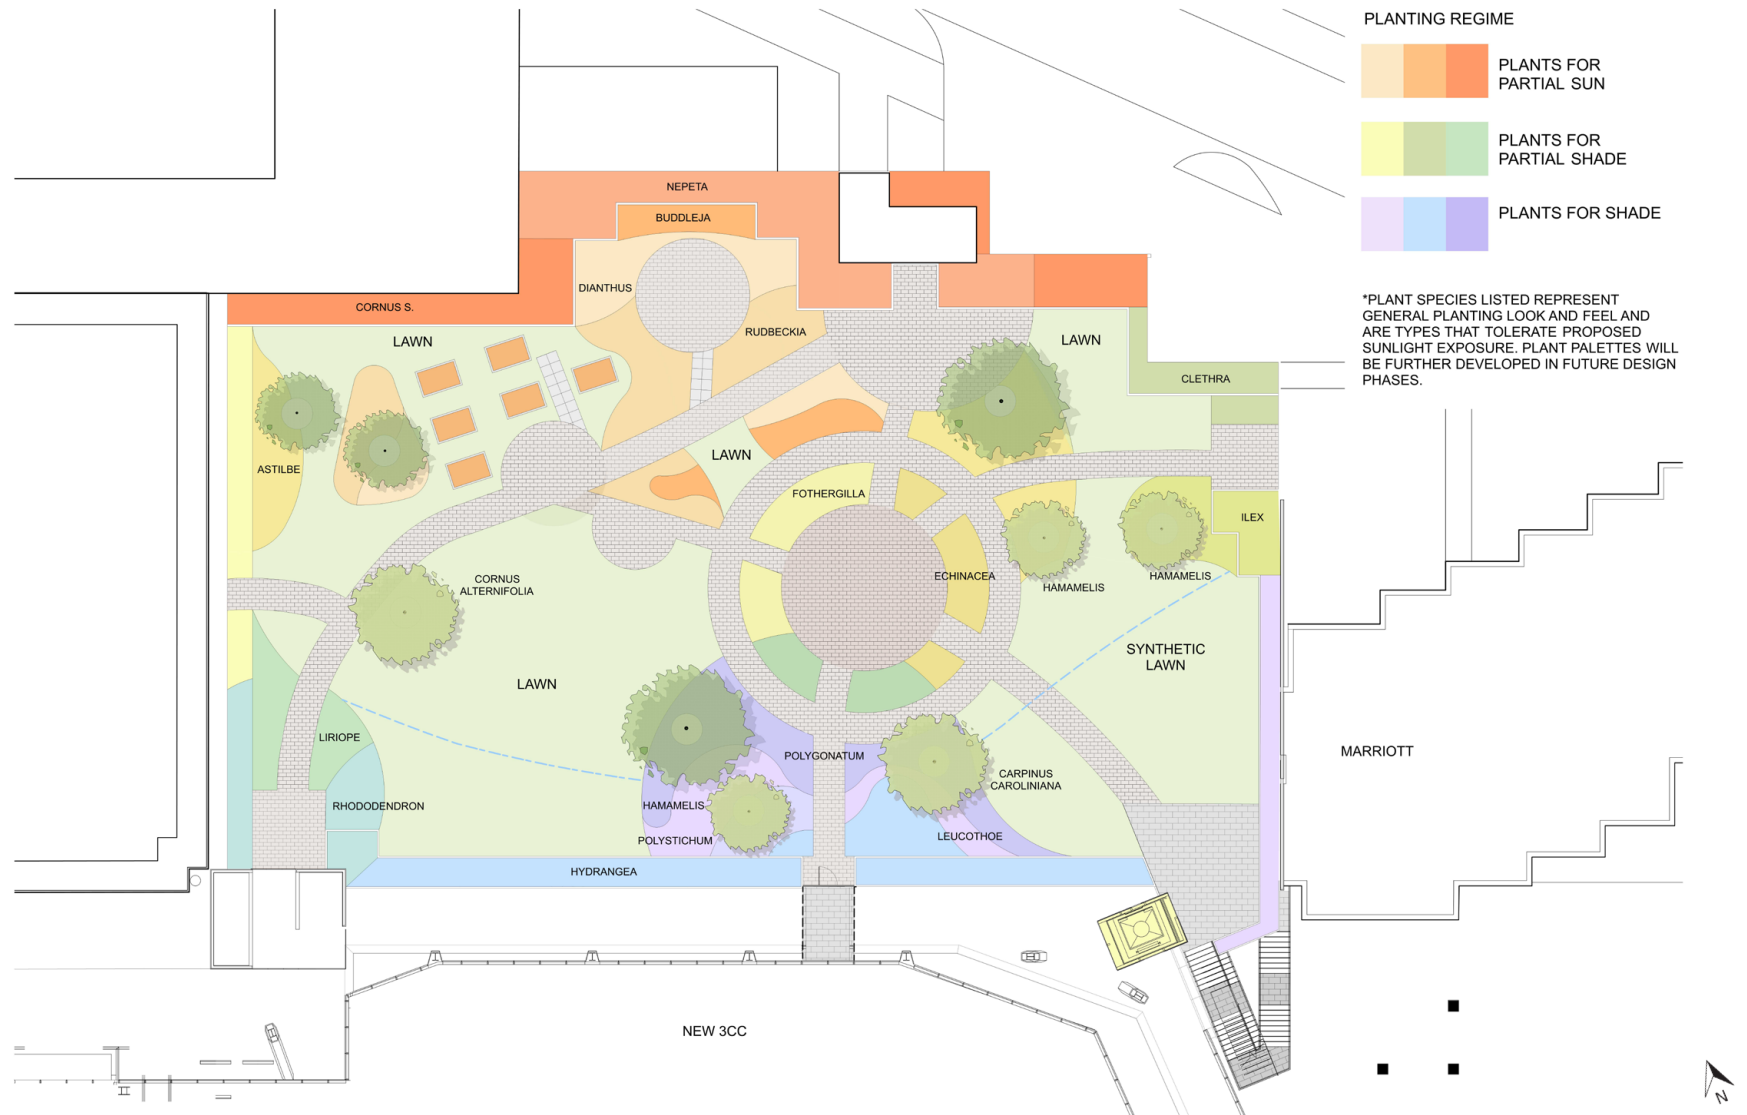 PLANTING REGIME
PLANTS FOR
PARTIAL SUN
PLANTS FOR
PARTIAL SHADE
PLANTS FOR SHADE
*PLANT SPECIES LISTED REPRESENT
GENERAL PLANTING LOOK AND FEEL AND
ARE TYPES THAT TOLERATE PROPOSED
SUNLIGHT EXPOSURE. PLANT PALETTES WILL
BE FURTHER DEVELOPED IN FUTURE DESIGN
PHASES.
NEPETA
BUDDLEJA
DIANTHUS
CORNUS S.
RUDBECKIA
LAWN
LAWN
CLETHRA
LAWN
ASTILBE
FOTHERGILLA
ILEX
CORNUS
ALTERNIFOLIA
ECHINACEA
HAMAMELIS
HAMAMELIS
SYNTHETIC
LAWN
LAWN
LIRIOPE
POLYGONATUM
MARRIOTT
CARPINUS
CAROLINIANA
RHODODENDRON
HAMAMELIS
POLYSTICHUM
LEUCOTHOE
HYDRANGEA
NEW 3CC
N